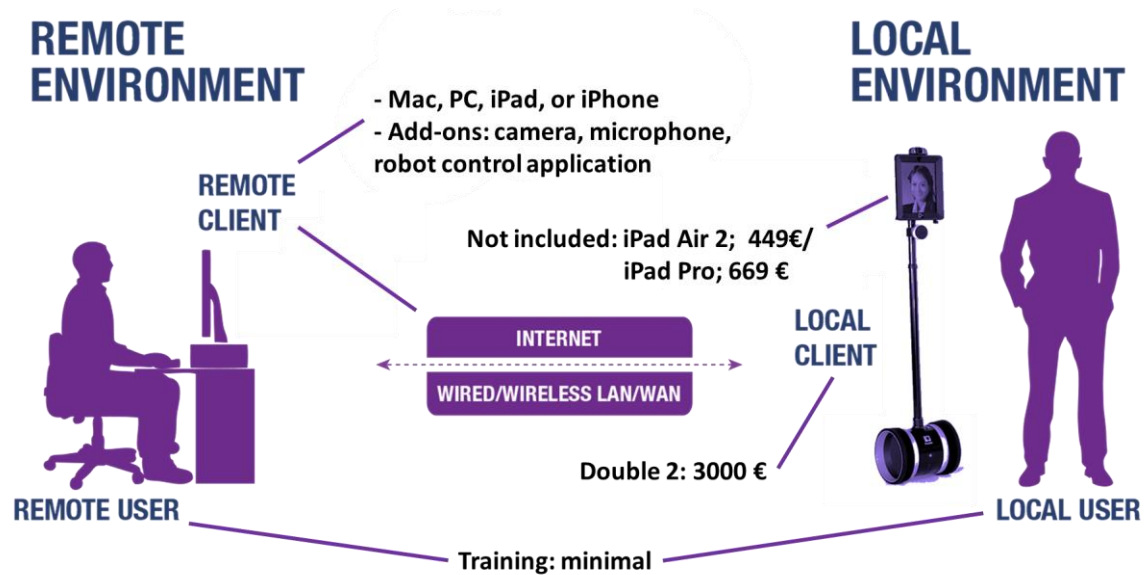 REMOTE
ENVIRONMENT
LOCAL
ENVIRONMENT
- Mac, PC, iPad, or iPhone
- Add-ons: camera, microphone,
robot control application
REMOTE
CLIENT
Not included: iPad Air 2;  449€/
iPad Pro; 669 €
INTERNET
WIRED/WIRELESS LAN/WAN
LOCAL
CLIENT
Double 2: 3000 €
REMOTE USER
LOCAL USER
Training: minimal